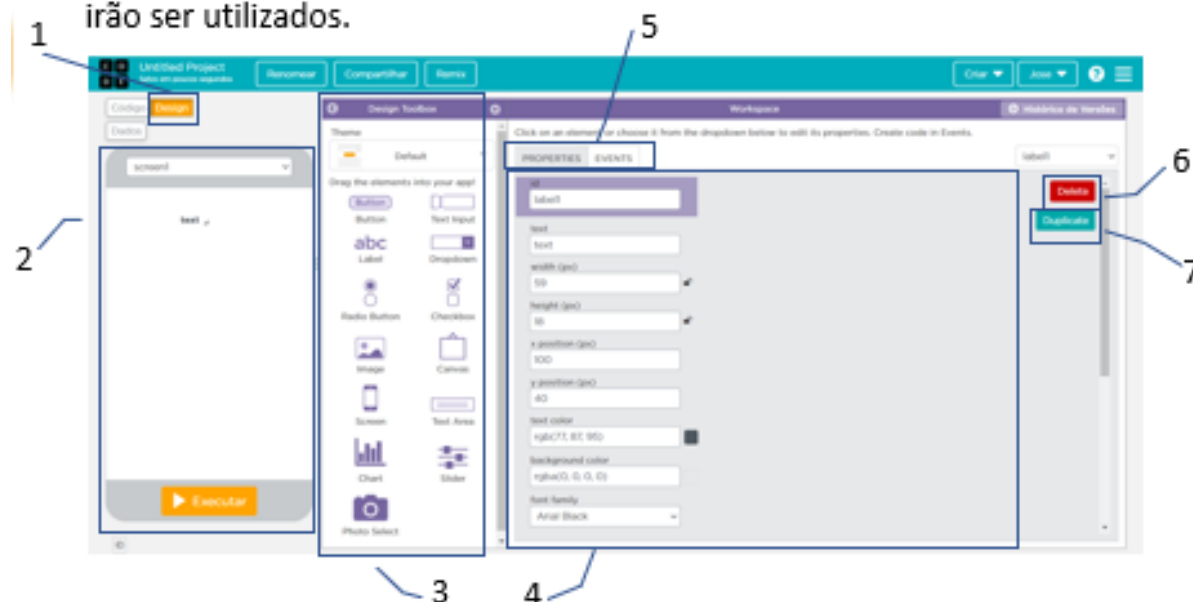 irão ser utilizados.
1
5
Untitled Project
Renomear
Compartilhar
Remix
Criar
Jose
?
Código
Design
Dados
Design Toolbox
Workspace
Histórico de Versões
Theme
Default
Click on an element or choose it from the dropdown below to edit its properties. Create code in Events.
PROPERTIES
EVENTS
label1
screen1
text
Drag the elements into your app!
Button
Button
Text Input
abc
Label
Dropdown
Radio Button
Checkbox
Image
Canvas
Screen
Text Area
Chart
Slider
Photo Select
id
label1
text
text
width (px)
59
height (px)
18
x position (px)
100
y position (px)
40
text color
rgb(77, 87, 95)
background color
rgba(0, 0, 0, 0)
font family
Arial Black
Delete
Duplicate
6
7
2
Executar
3
4